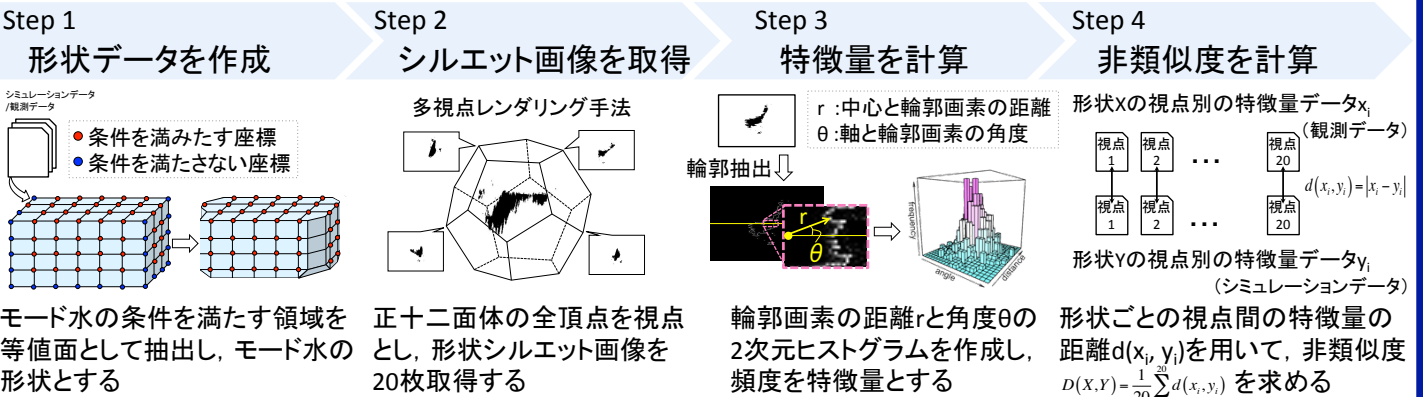 Step 1
形状データを作成
シミュレーションデータ
/観測データ
条件を満みたす座標
条件を満たさない座標
モード水の条件を満たす領域を
等値面として抽出し，モード水の
形状とする
Step 2
シルエット画像を取得
多視点レンダリング手法
正十二面体の全頂点を視点
とし，形状シルエット画像を
20枚取得する
Step 3
特徴量を計算
r :中心と輪郭画素の距離
θ :軸と輪郭画素の角度
輪郭抽出
r
θ
frequency
angle
distance
輪郭画素の距離rと角度θの
2次元ヒストグラムを作成し，
頻度を特徴量とする
Step 4
非類似度を計算
形状Xの視点別の特徴量データxi
（観測データ）
視点 視点 ... 視点
1 2 20
d(xi,yi)=|xi−yi|
視点 視点 ... 視点
1 2 20
形状Yの視点別の特徴量データyi
（シミュレーションデータ）
形状ごとの視点間の特徴量の
距離d(xi, yi)を用いて，非類似度
D(X,Y)=1/20 20∑d(xi,yi) を求める